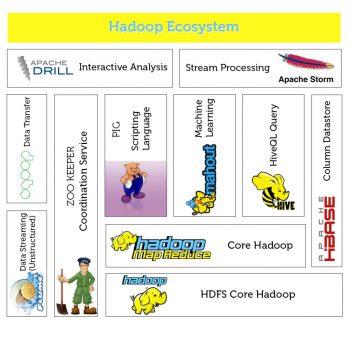 Hadoop Ecosystem
APACHE
DRILL
Interactive Analysis
Stream Processing
Apache Storm
Data Transfer
sqoop
ZOO KEEPER
Coordination Service
PIG
Scripting
Language
Machine
Learning
mahout
HiveQL Query
HIVE
Column Datastore
APACHE
HBASE
Data Streaming
(Unstructured)
hadoop
Map Reduce
Core Hadoop
HDFS Core Hadoop